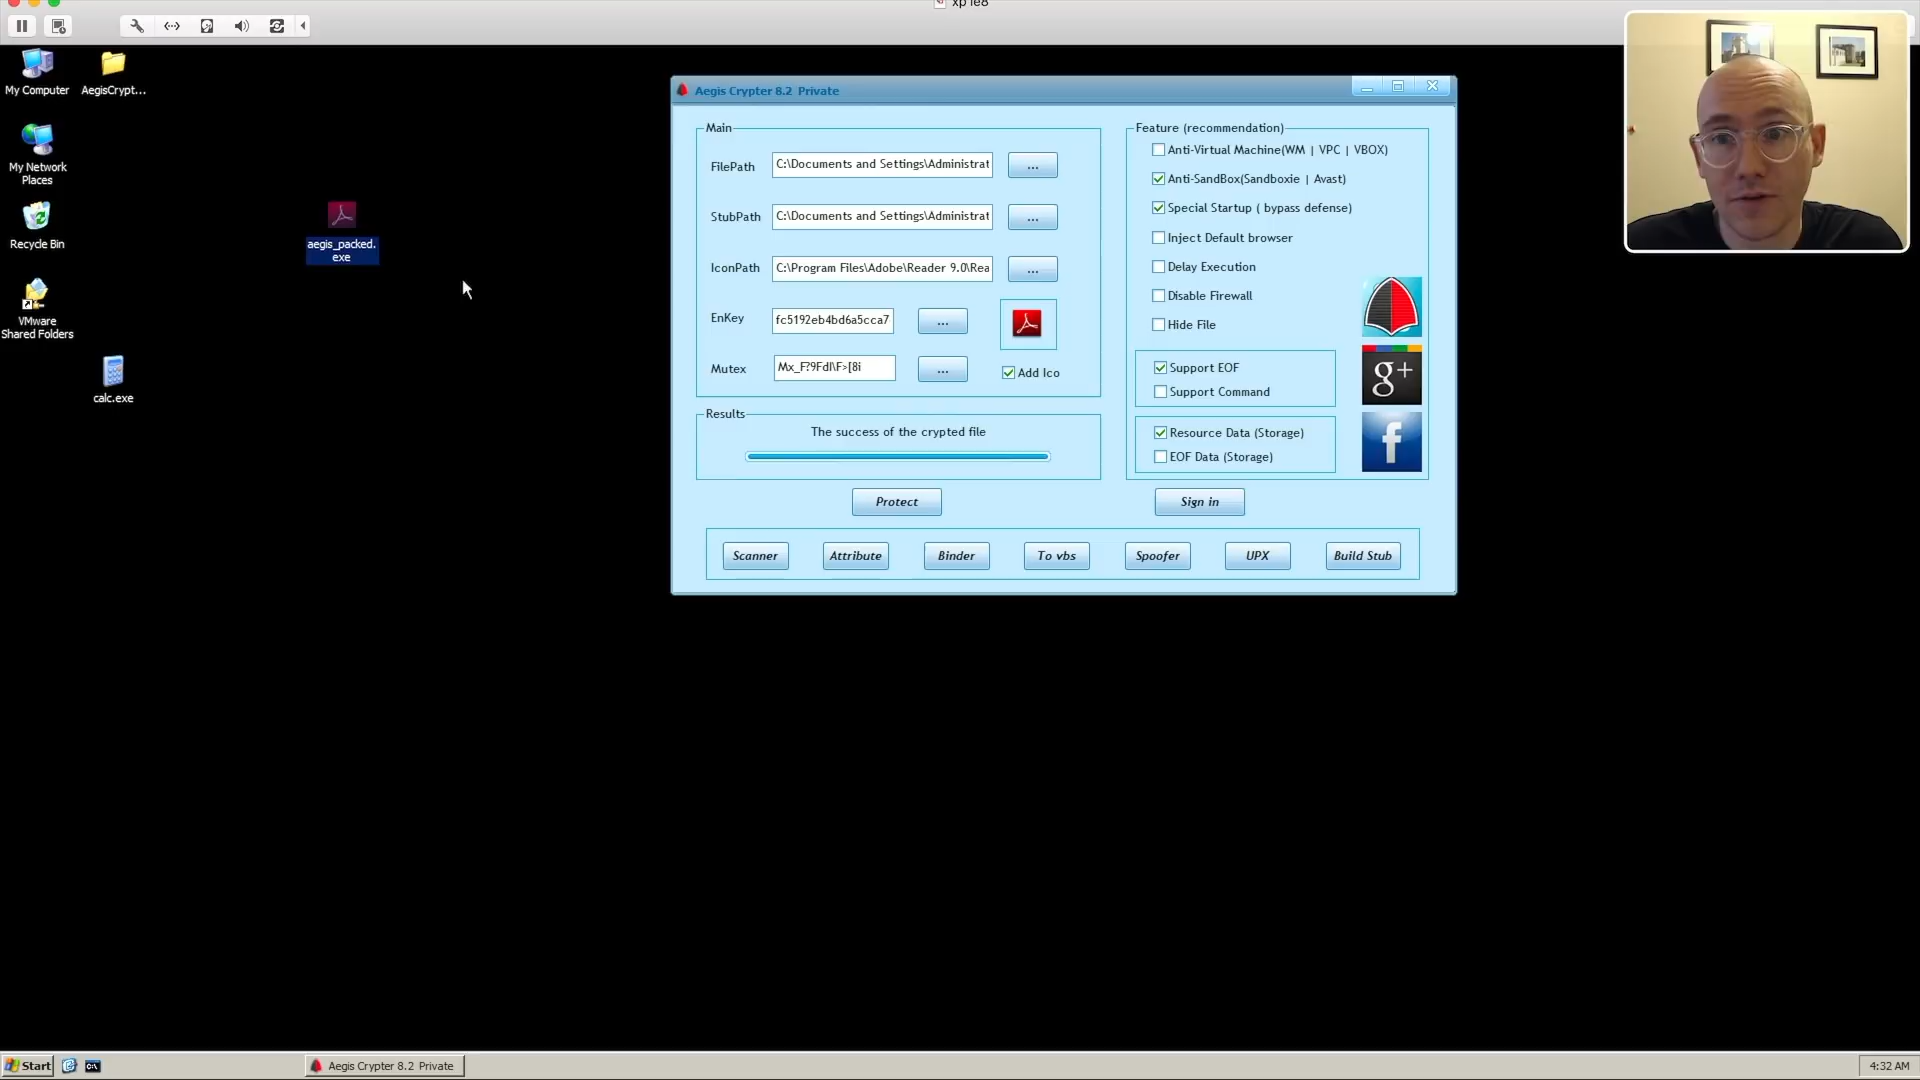 xp ie8
My Computer
AegisCrypt...
My Network
Places
Recycle Bin
aegis_packed.
exe
VMware
Shared Folders
calc.exe
Aegis Crypter 8.2 Private
Main
FilePath
C:\Documents and Settings\Administrat
...
StubPath
C:\Documents and Settings\Administrat
...
IconPath
C:\Program Files\Adobe\Reader 9.0\Rea
...
EnKey
fc5192eb4bd6a5cca7
...
Mutex
...
Add Ico
Results
The success of the crypted file
Protect
Feature (recommendation)
Anti-Virtual Machine(WM | VPC | VBOX)
Anti-SandBox(Sandboxie | Avast)
Special Startup ( bypass defense)
Inject Default browser
Delay Execution
Disable Firewall
Hide File
Support EOF
Support Command
Resource Data (Storage)
EOF Data (Storage)
g+
f
Sign in
Scanner
Attribute
Binder
To vbs
Spoofer
UPX
Build Stub
Start
Aegis Crypter 8.2 Private
4:32 AM